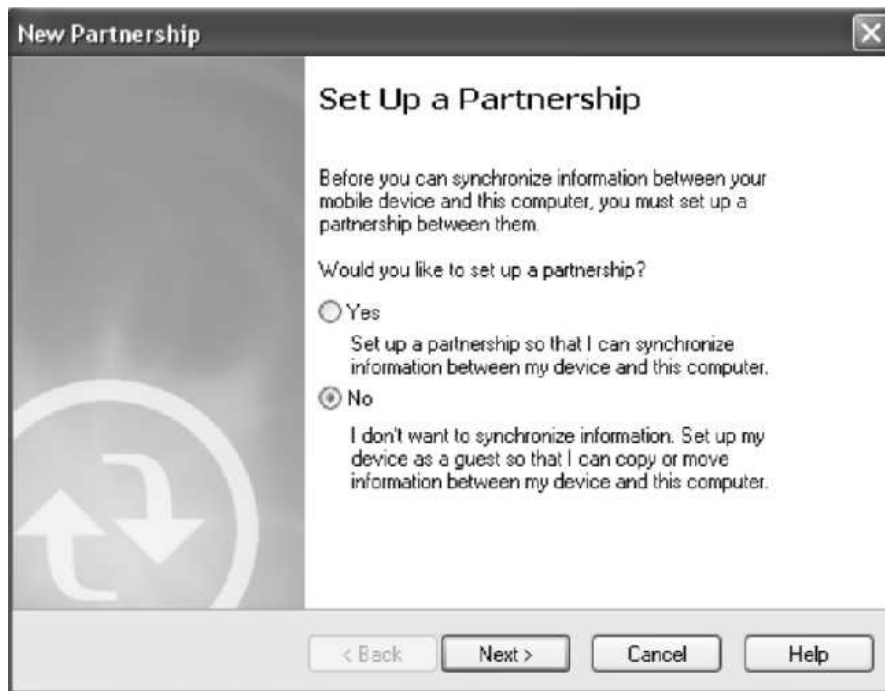 New Partnership
Set Up a Partnership
Before you can synchronize information between your
mobile device and this computer, you must set up a
partnership between them.
Would you like to set up a partnership?
Yes
Set up a partnership so that I can synchronize
information between my device and this computer.
No
I don't want to synchronize information. Set up my
device as a guest so that I can copy or move
information between my device and this computer.
< Back Next > Cancel Help